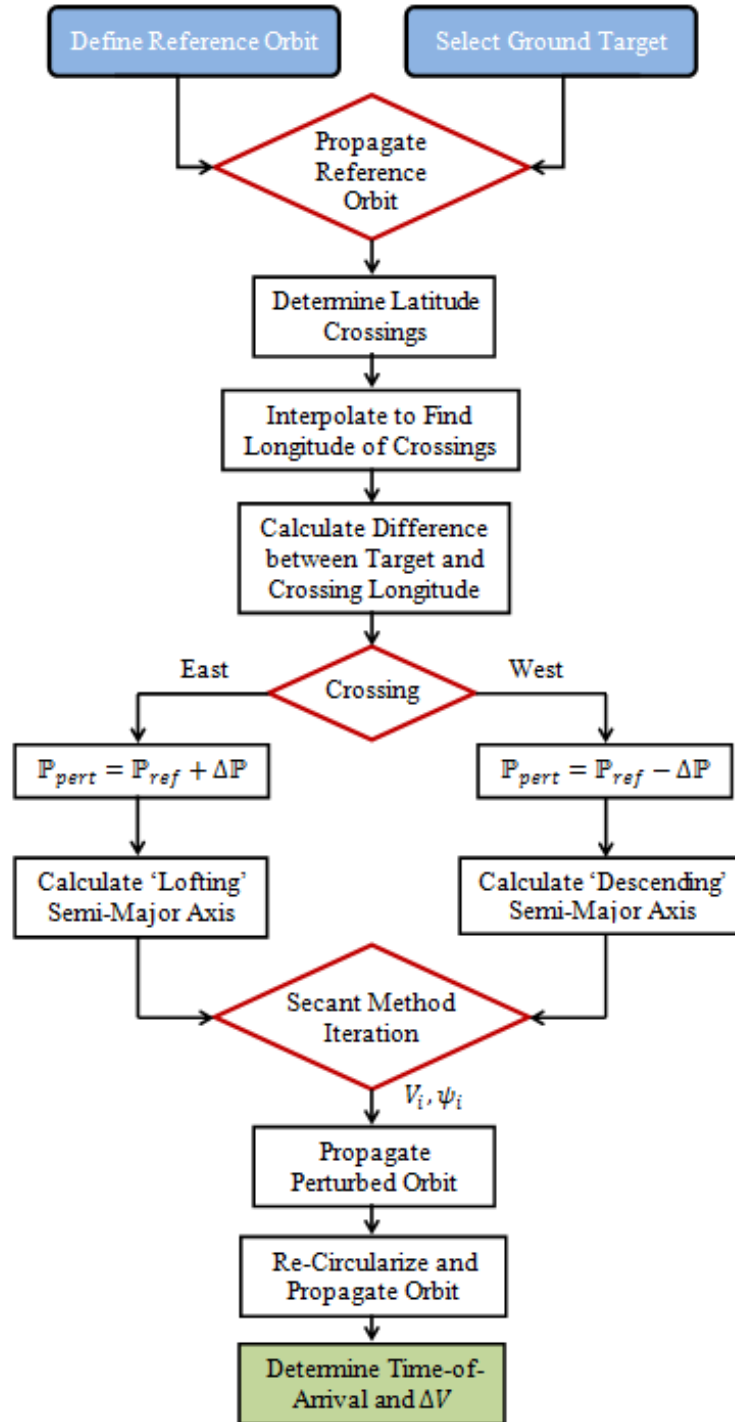 Define Reference Orbit
Select Ground Target
Propagate
Reference
Orbit
Determine Latitude
Crossings
Interpolate to Find
Longitude of Crossings
Calculate Difference
between Target and
Crossing Longitude
East
Crossing
West
ℙ_pert = ℙ_ref + Δℙ
ℙ_pert = ℙ_ref − Δℙ
Calculate ‘Lofting’
Semi-Major Axis
Calculate ‘Descending’
Semi-Major Axis
Secant Method
Iteration
V_i, ψ_i
Propagate
Perturbed Orbit
Re-Circularize and
Propagate Orbit
Determine Time-of-
Arrival and ΔV